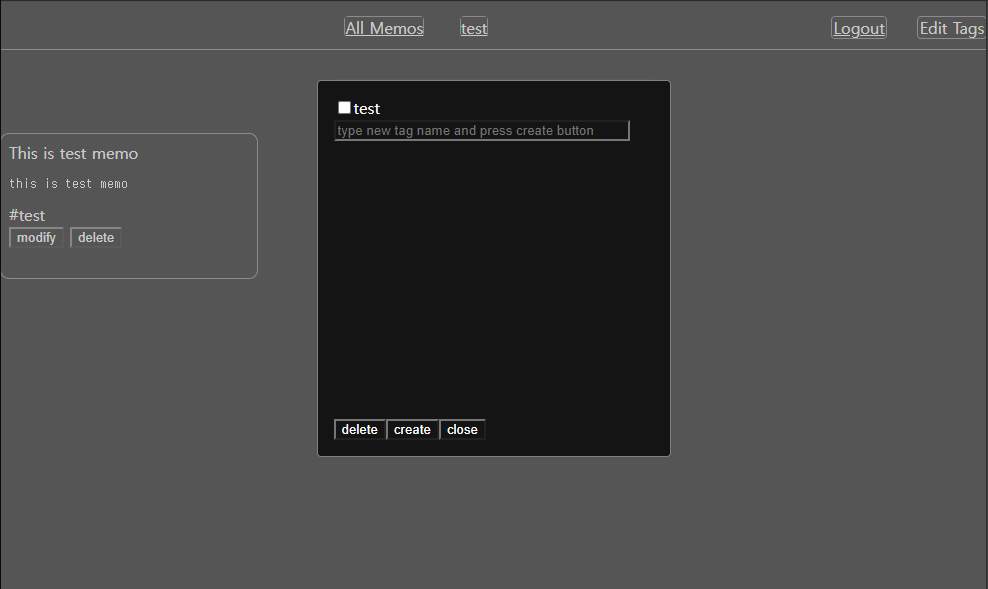 All Memos test Logout Edit Tags
test
type new tag name and press create button
This is test memo
this is test memo
#test
modify delete
delete create close